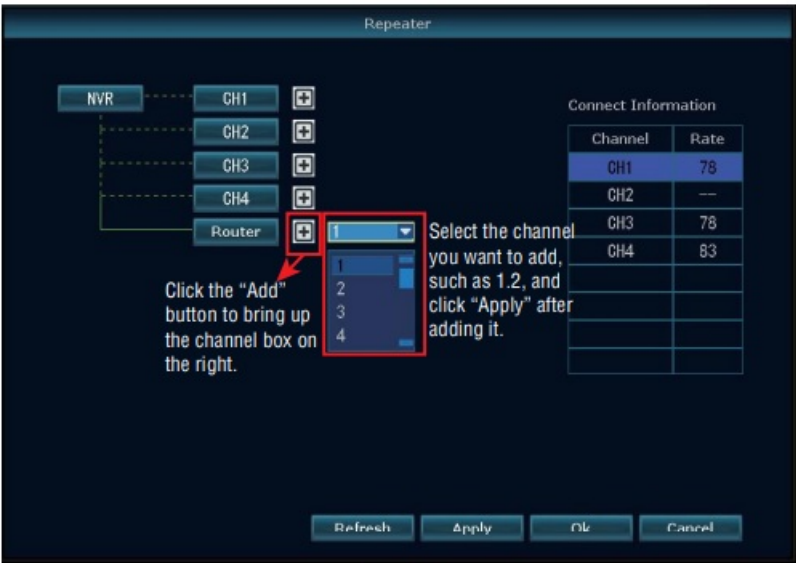 Repeater
NVR
CH1
CH2
CH3
CH4
Router
1
1
2
3
4
Click the “Add”
button to bring up
the channel box on
the right.
Select the channel
you want to add,
such as 1.2, and
click “Apply” after
adding it.
Connect Information
Channel Rate
CH1 78
CH2 --
CH3 78
CH4 83
Refresh Apply Ok Cancel